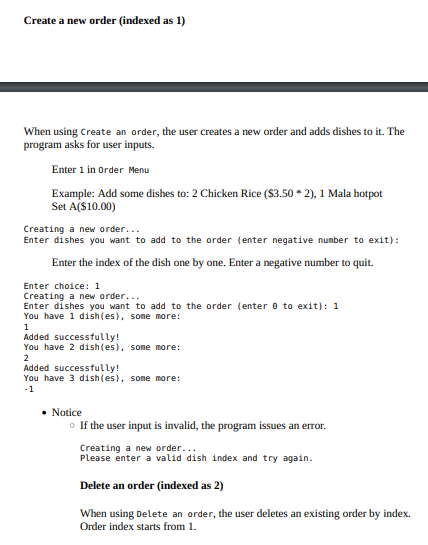 Create a new order (indexed as 1)
When using Create an order, the user creates a new order and adds dishes to it. The
program asks for user inputs.
Enter 1 in Order Menu
Example: Add some dishes to: 2 Chicken Rice ($3.50 * 2), 1 Mala hotpot
Set A($10.00)
Creating a new order...
Enter dishes you want to add to the order (enter negative number to exit):
Enter the index of the dish one by one. Enter a negative number to quit.
Enter choice: 1
Creating a new order...
Enter dishes you want to add to the order (enter 0 to exit): 1
You have 1 dish(es), some more:
1
Added successfully!
You have 2 dish(es), some more:
2
Added successfully!
You have 3 dish(es), some more:
-1
• Notice
○ If the user input is invalid, the program issues an error.
Creating a new order...
Please enter a valid dish index and try again.
Delete an order (indexed as 2)
When using Delete an order, the user deletes an existing order by index.
Order index starts from 1.